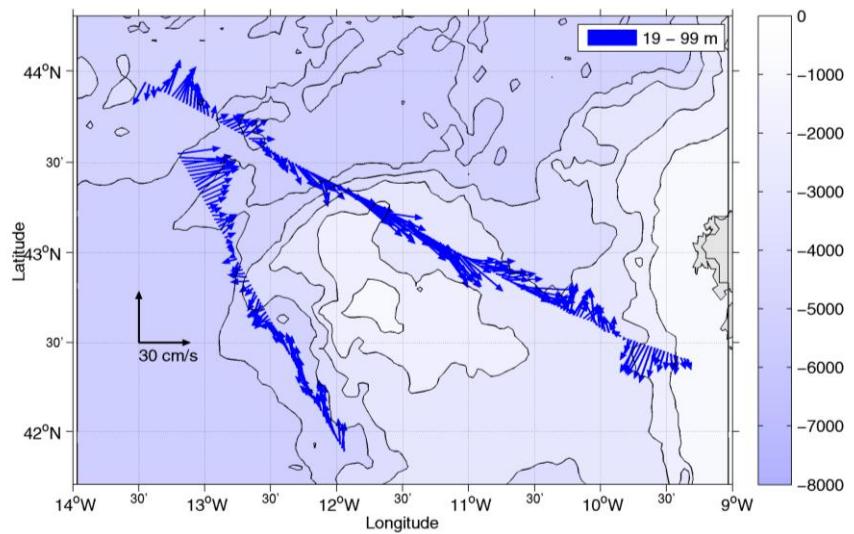 19 – 99 m
0
-1000
-2000
-3000
-4000
-5000
-6000
-7000
-8000
44°N
30'
43°N
30'
42°N
Latitude
30 cm/s
14°W 30' 13°W 30' 12°W 30' 11°W 30' 10°W 30' 9°W
Longitude